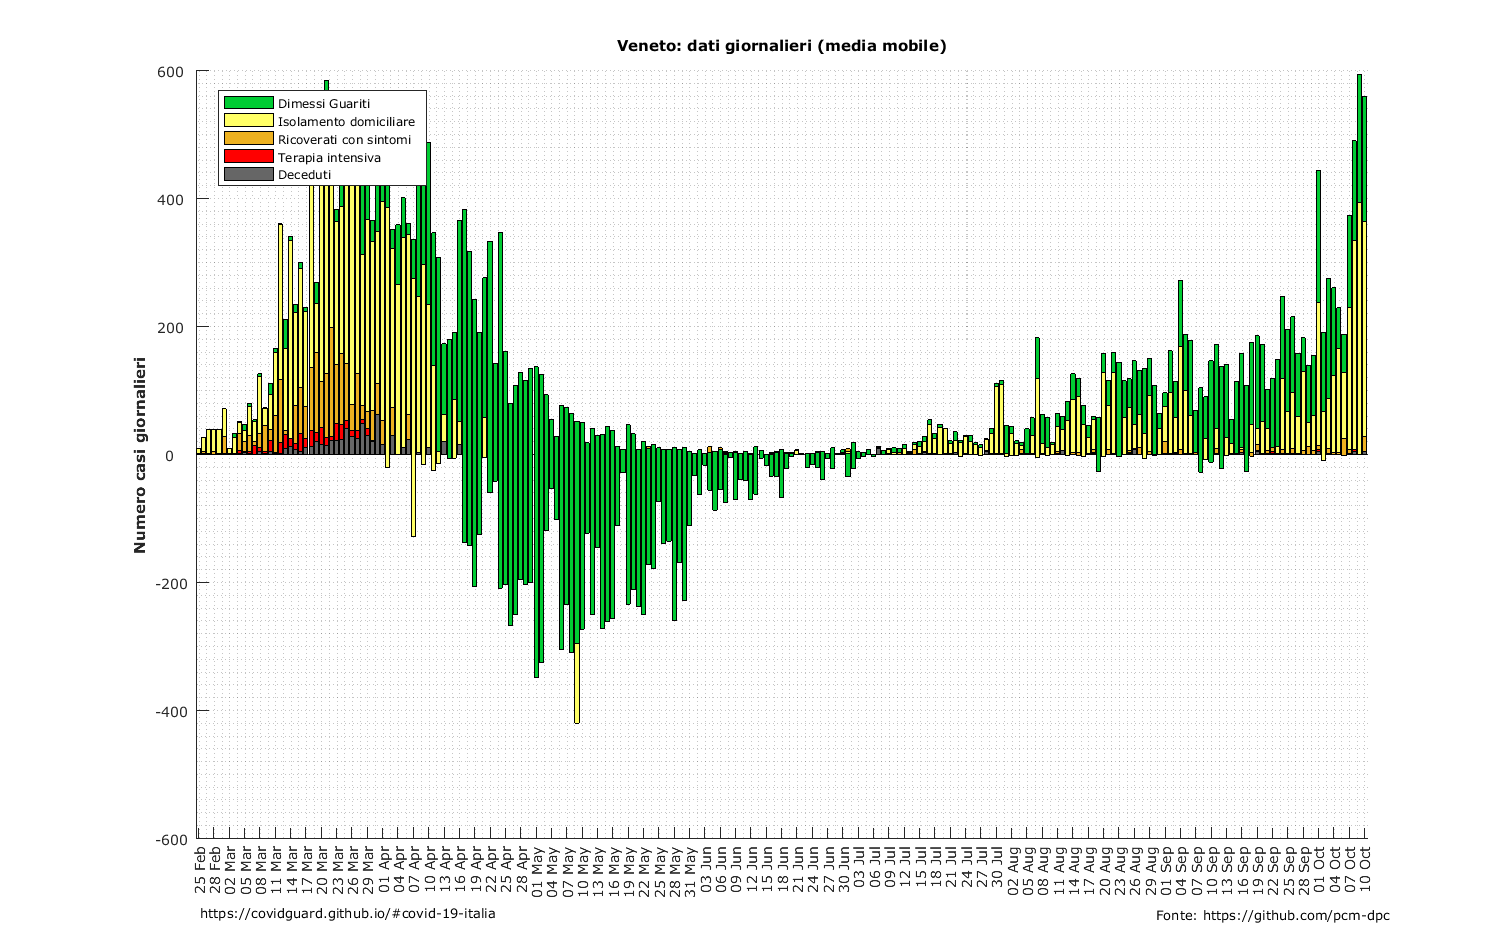 Veneto: dati giornalieri (media mobile)
600
400
200
0
-200
-400
-600
Numero casi giornalieri
Dimessi Guariti
Isolamento domiciliare
Ricoverati con sintomi
Terapia intensiva
Deceduti
25 Feb
28 Feb
02 Mar
05 Mar
08 Mar
11 Mar
14 Mar
17 Mar
20 Mar
23 Mar
26 Mar
29 Mar
01 Apr
04 Apr
07 Apr
10 Apr
13 Apr
16 Apr
19 Apr
22 Apr
25 Apr
28 Apr
01 May
04 May
07 May
10 May
13 May
16 May
19 May
22 May
25 May
28 May
31 May
03 Jun
06 Jun
09 Jun
12 Jun
15 Jun
18 Jun
21 Jun
24 Jun
27 Jun
30 Jun
03 Jul
06 Jul
09 Jul
12 Jul
15 Jul
18 Jul
21 Jul
24 Jul
27 Jul
30 Jul
02 Aug
05 Aug
08 Aug
11 Aug
14 Aug
17 Aug
20 Aug
23 Aug
26 Aug
29 Aug
01 Sep
04 Sep
07 Sep
10 Sep
13 Sep
16 Sep
19 Sep
22 Sep
25 Sep
28 Sep
01 Oct
04 Oct
07 Oct
10 Oct
https://covidguard.github.io/#covid-19-italia
Fonte: https://github.com/pcm-dpc